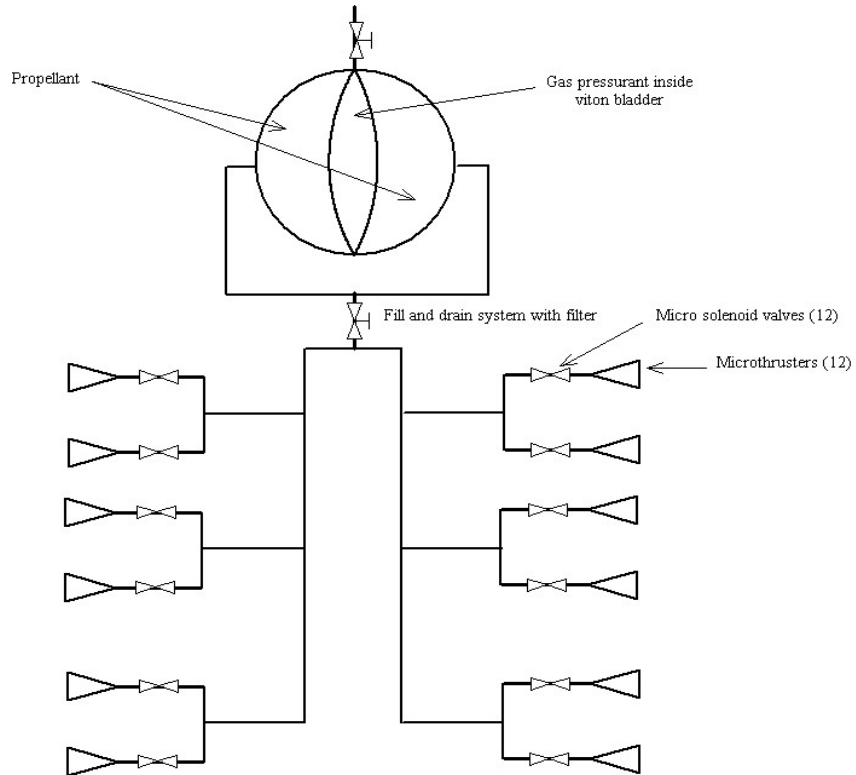 Propellant
Gas pressurant inside
viton bladder
Fill and drain system with filter
Micro solenoid valves (12)
Microthrusters (12)